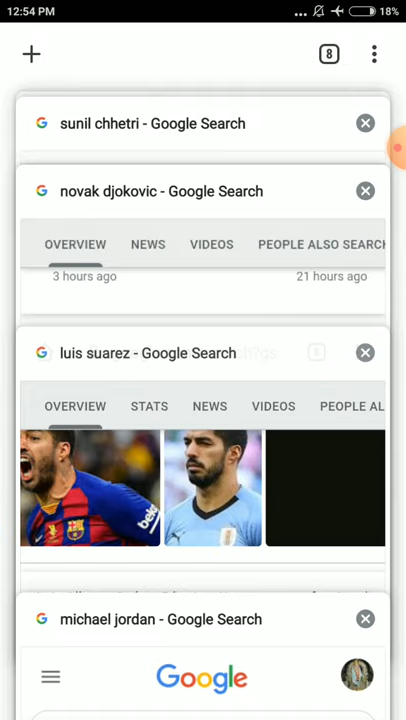 12:54 PM
... 18%
8
sunil chhetri - Google Search
novak djokovic - Google Search
OVERVIEW NEWS VIDEOS PEOPLE ALSO SEARCH
3 hours ago 21 hours ago
luis suarez - Google Search
8
OVERVIEW STATS NEWS VIDEOS PEOPLE AL
beko
michael jordan - Google Search
Google